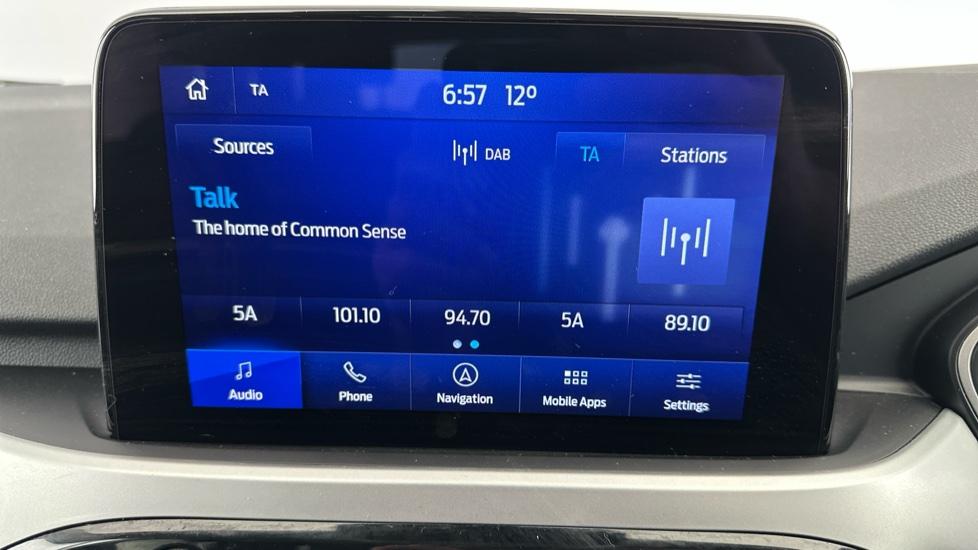 TA 6:57 12º
Sources DAB TA Stations
Talk
The home of Common Sense
5A 101.10 94.70 5A 89.10
Audio Phone Navigation Mobile Apps Settings